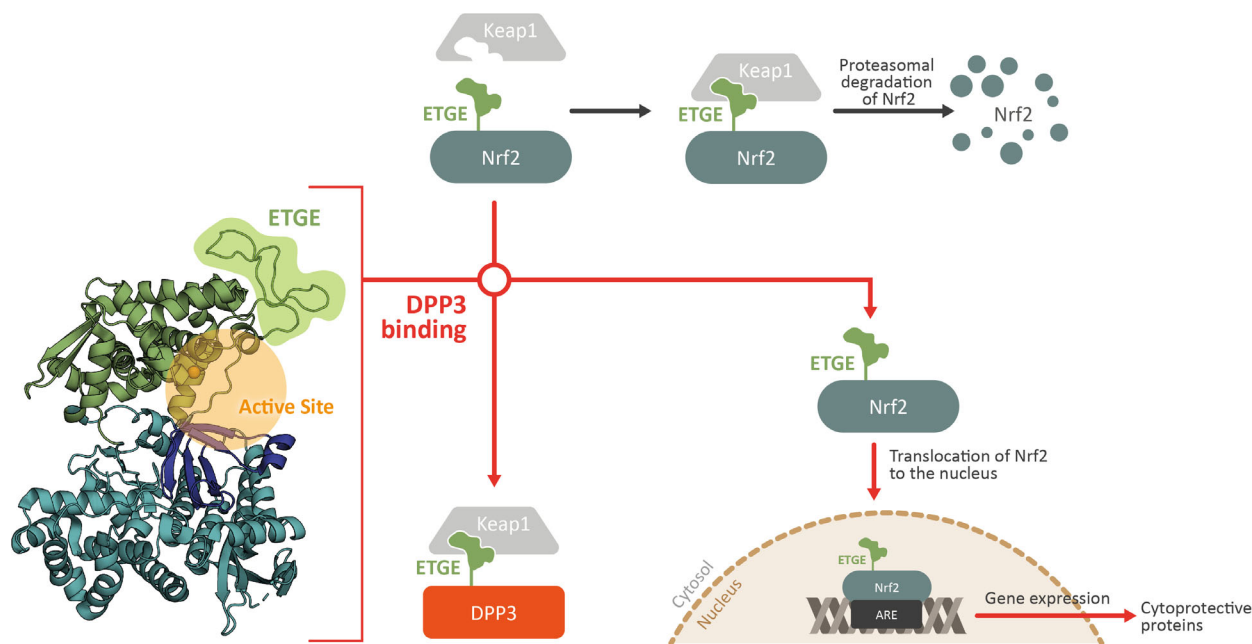 Keap1
ETGE
Nrf2
Keap1
ETGE
Nrf2
Proteasomal
degradation
of Nrf2
Nrf2
ETGE
Active Site
DPP3
binding
ETGE
Nrf2
Translocation of Nrf2
to the nucleus
Keap1
ETGE
DPP3
Cytosol
Nucleus
ETGE
Nrf2
ARE
Gene expression
Cytoprotective
proteins